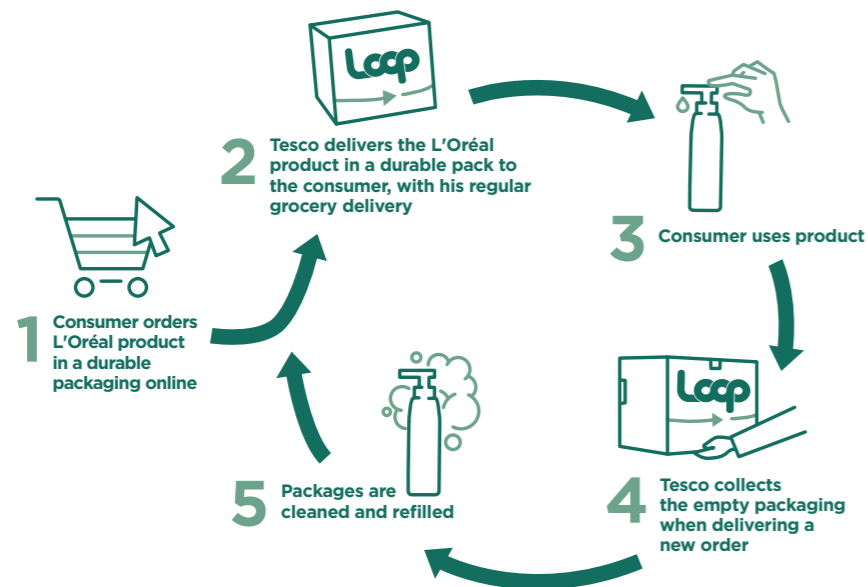 Loop
2
Tesco delivers the L'Oréal
product in a durable pack to
the consumer, with his regular
grocery delivery
3
Consumer uses product
1
Consumer orders
L'Oréal product
in a durable
packaging online
Loop
4
Tesco collects
the empty packaging
when delivering a
new order
5
Packages are
cleaned and refilled